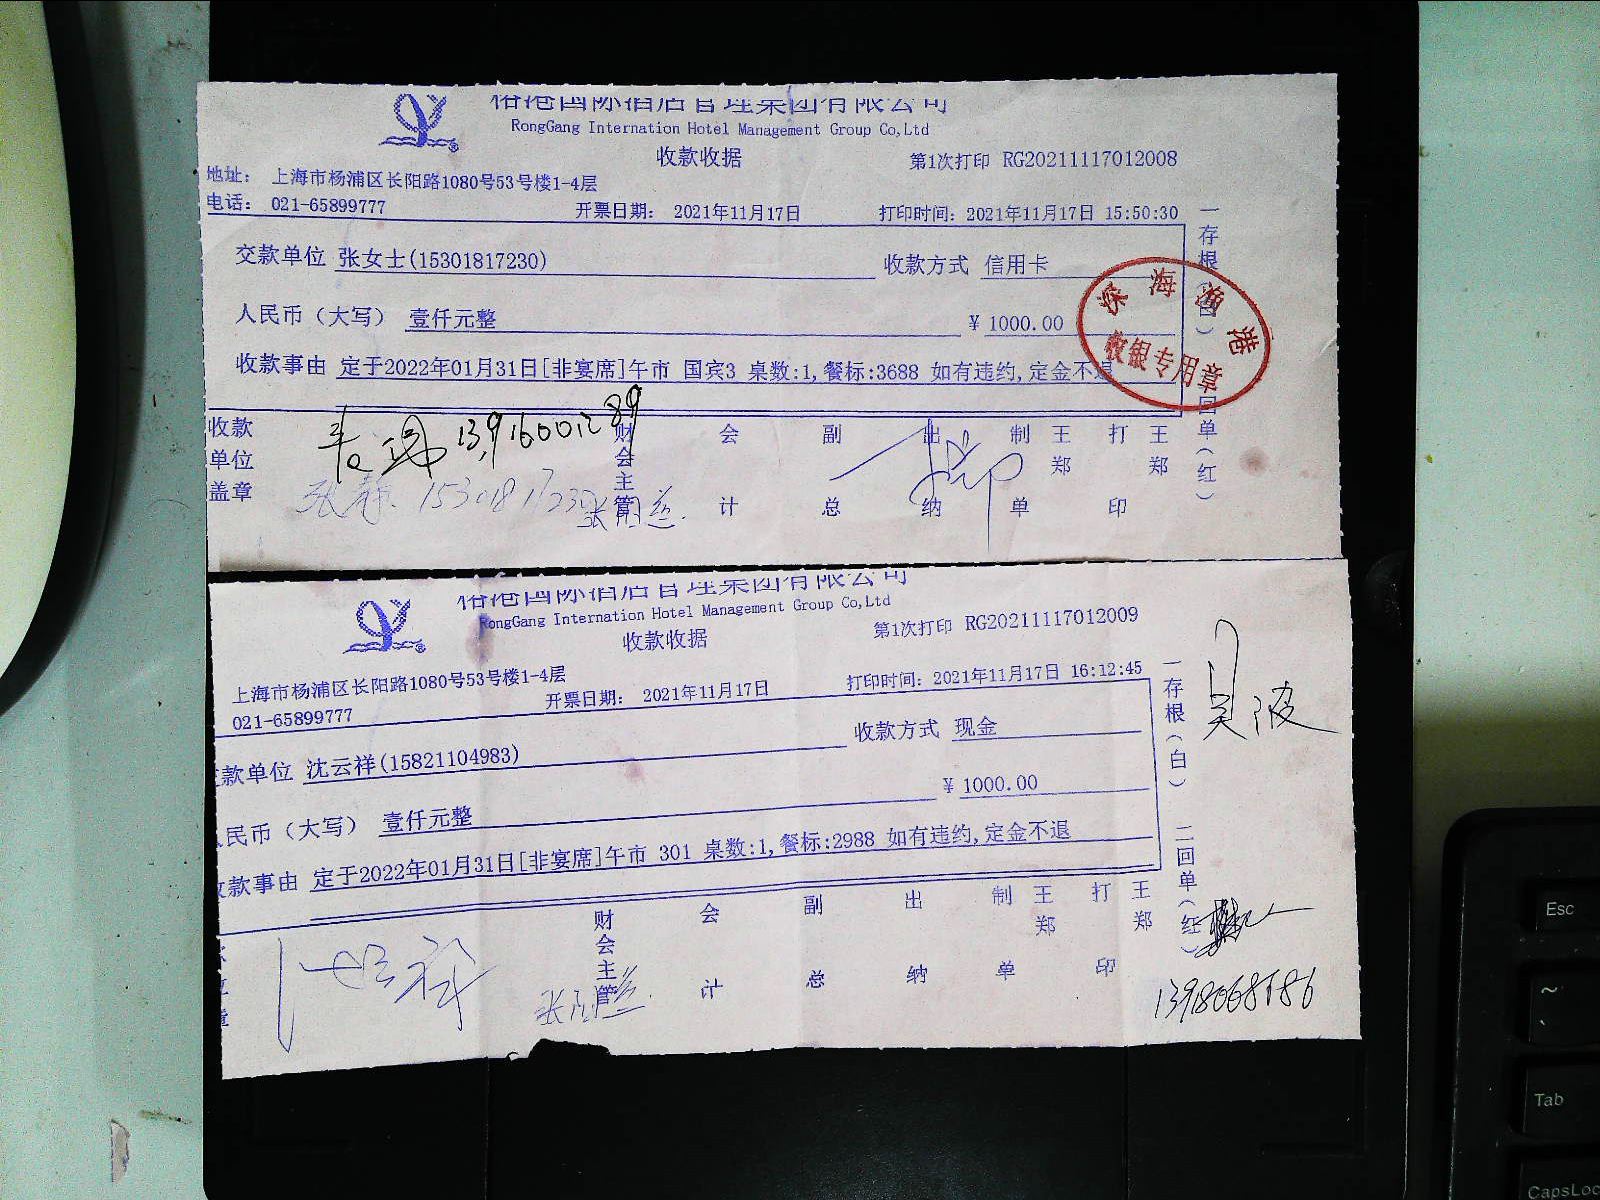 RongGang Internation Hotel Management Group Co,Ltd
收款收据
第1次打印 RG20211117012008
地址： 上海市杨浦区长阳路1080号53号楼1-4层
电话： 021-65899777
开票日期： 2021年11月17日
打印时间：2021年11月17日 15:50:30
交款单位 张女士(15301817230)
收款方式 信用卡
人民币（大写） 壹仟元整
￥1000.00
收款事由 定于2022年01月31日[非宴席]午市 国宾3 桌数:1,餐标:3688 如有违约,定金不退
深海渔港
收银专用章
一存根（白）
二回单（红）
收款单位盖章
财会主管
会计
副总
出纳
制单
王郑
打印
王郑
张静 15301817230
RongGang Internation Hotel Management Group Co,Ltd
收款收据
第1次打印 RG20211117012009
上海市杨浦区长阳路1080号53号楼1-4层
021-65899777
开票日期： 2021年11月17日
打印时间：2021年11月17日 16:12:45
款单位 沈云祥(15821104983)
收款方式 现金
民币（大写） 壹仟元整
￥1000.00
款事由 定于2022年01月31日[非宴席]午市 301 桌数:1,餐标:2988 如有违约,定金不退
一存根（白）
二回单（红）
财会主管
会计
副总
出纳
制单
王郑
打印
王郑
吴波
Esc
~
Tab
CapsLoc